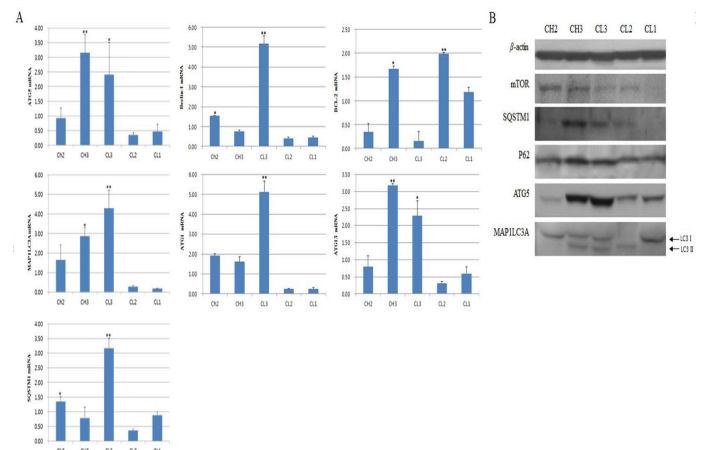 A
ATG5 mRNA
4.00
3.50
3.00
2.50
2.00
1.50
1.00
0.50
0.00
**
*
CH2 CH3 CL3 CL2 CL1
Beclin-1 mRNA
6.00
5.00
4.00
3.00
2.00
1.00
0.00
*
**
CH2 CH3 CL3 CL2 CL1
BCL-2 mRNA
2.50
2.00
1.50
1.00
0.50
0.00
*
**
CH2 CH3 CL3 CL2 CL1
MAP1LC3A mRNA
6.00
5.00
4.00
3.00
2.00
1.00
0.00
*
**
CH2 CH3 CL3 CL2 CL1
mRNA
6.00
5.00
4.00
3.00
2.00
1.00
0.00
**
CH2 CH3 CL3 CL2 CL1
mRNA
3.50
3.00
2.50
2.00
1.50
1.00
0.50
0.00
**
*
CH2 CH3 CL3 CL2 CL1
SQSTM1 mRNA
4.00
3.50
3.00
2.50
2.00
1.50
1.00
0.50
0.00
*
**
CH2 CH3 CL3 CL2 CL1
B
CH2 CH3 CL3 CL2 CL1
β-actin
mTOR
SQSTM1
P62
ATG5
MAP1LC3A
LC3 I
LC3 II